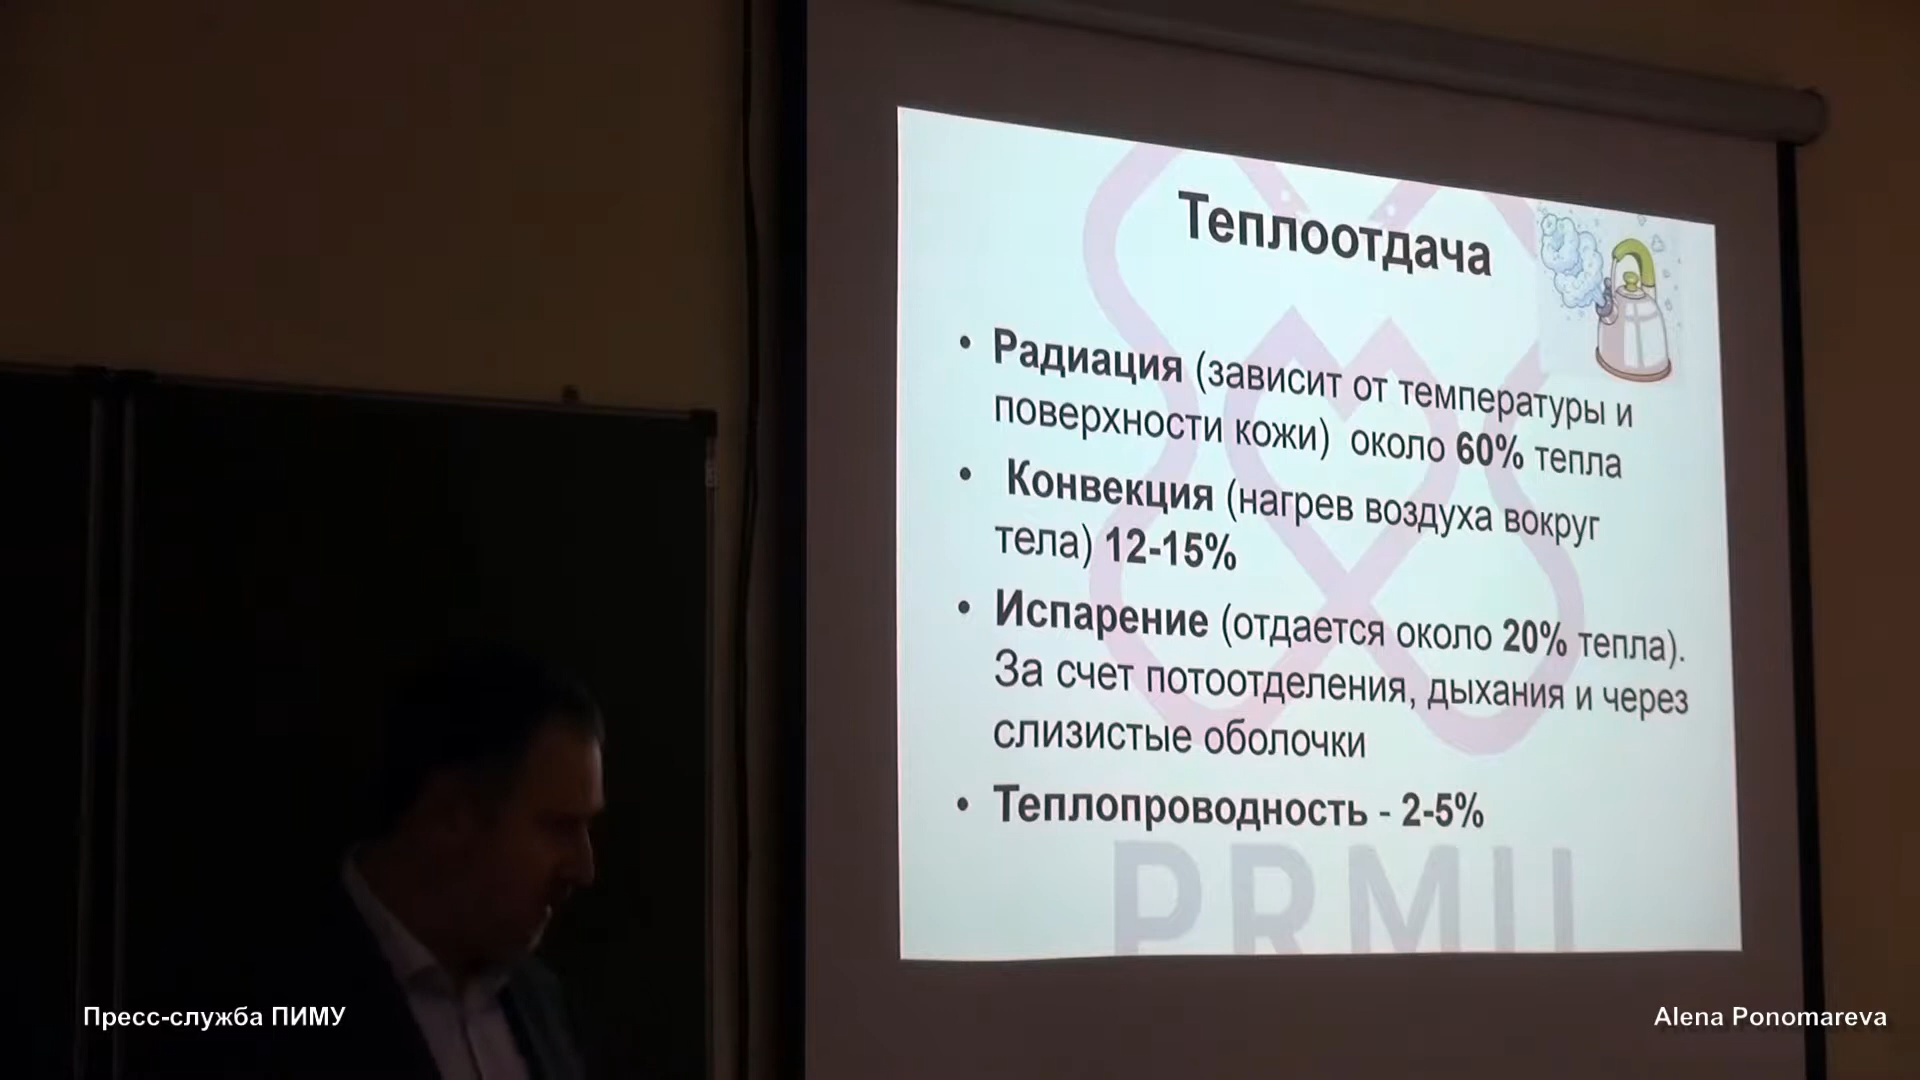 Теплоотдача
• Радиация (зависит от температуры и
поверхности кожи) около 60% тепла
• Конвекция (нагрев воздуха вокруг
тела) 12-15%
• Испарение (отдается около 20% тепла).
За счет потоотделения, дыхания и через
слизистые оболочки
• Теплопроводность - 2-5%
PRMU
Пресс-служба ПИМУ
Alena Ponomareva